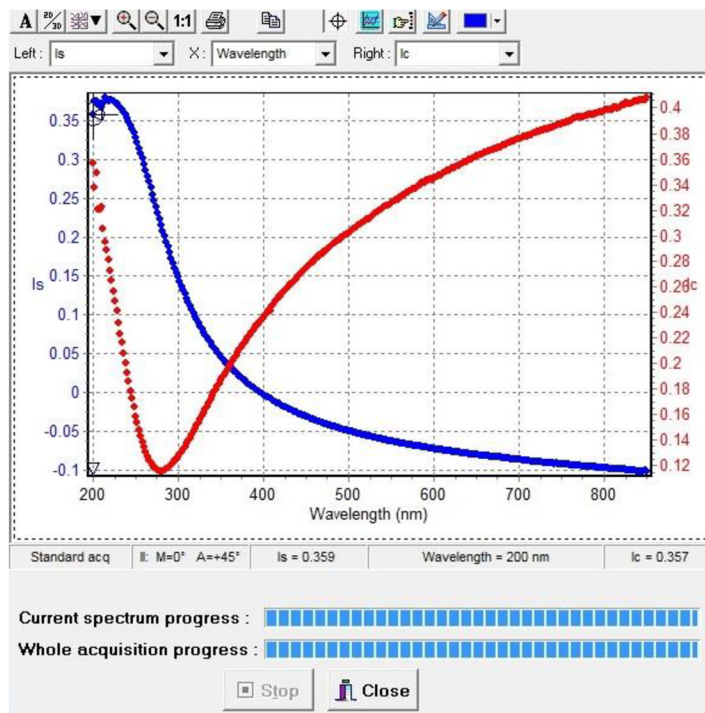 A 2D/3D 1:1
Left : Is X : Wavelength Right : Ic
0.35
0.3
0.25
0.2
0.15
0.1
0.05
0
-0.05
-0.1
Is
0.4
0.38
0.36
0.34
0.32
0.3
0.28
0.26
0.24
0.22
0.2
0.18
0.16
0.14
0.12
Ic
200 300 400 500 600 700 800
Wavelength (nm)
Standard acq II: M=0° A=+45° Is = 0.359 Wavelength = 200 nm Ic = 0.357
Current spectrum progress :
Whole acquisition progress :
Stop Close